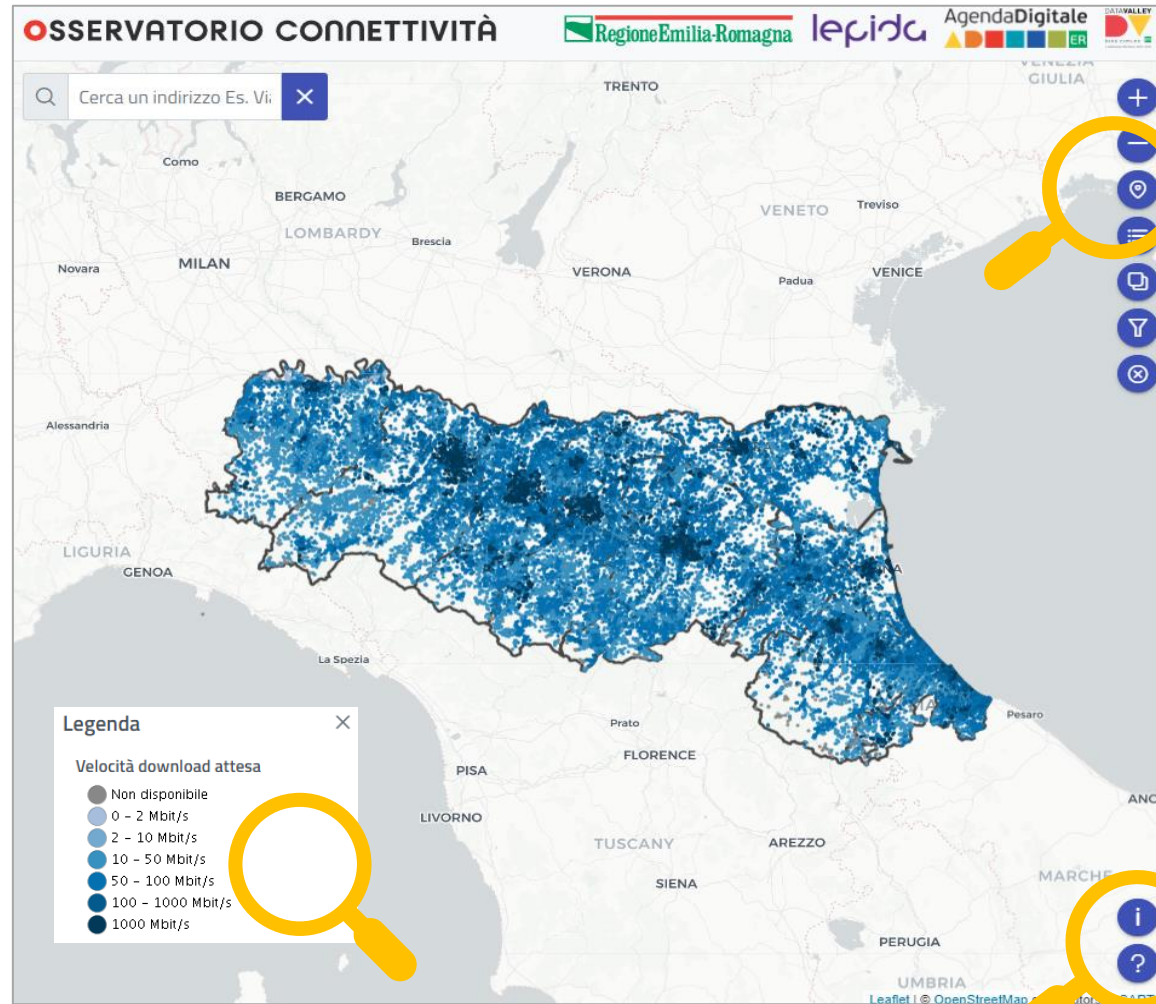 OSSERVATORIO CONNETTIVITÀ
RegioneEmilia-Romagna
lepida
AgendaDigitale
ER
DATAVALLEY
VENEZIA
GIULIA
Cerca un indirizzo Es. Via
TRENTO
Como
BERGAMO
LOMBARDY
Brescia
VENETO
Treviso
Novara
MILAN
VERONA
Padua
VENICE
Alessandria
LIGURIA
GENOA
La Spezia
Pesaro
Prato
FLORENCE
PISA
LIVORNO
ANC
TUSCANY
AREZZO
SIENA
MARCHE
PERUGIA
UMBRIA
Legenda
Velocità download attesa
Non disponibile
0 – 2 Mbit/s
2 – 10 Mbit/s
10 – 50 Mbit/s
50 – 100 Mbit/s
100 – 1000 Mbit/s
1000 Mbit/s
i
?
Leaflet | © OpenStreetMap